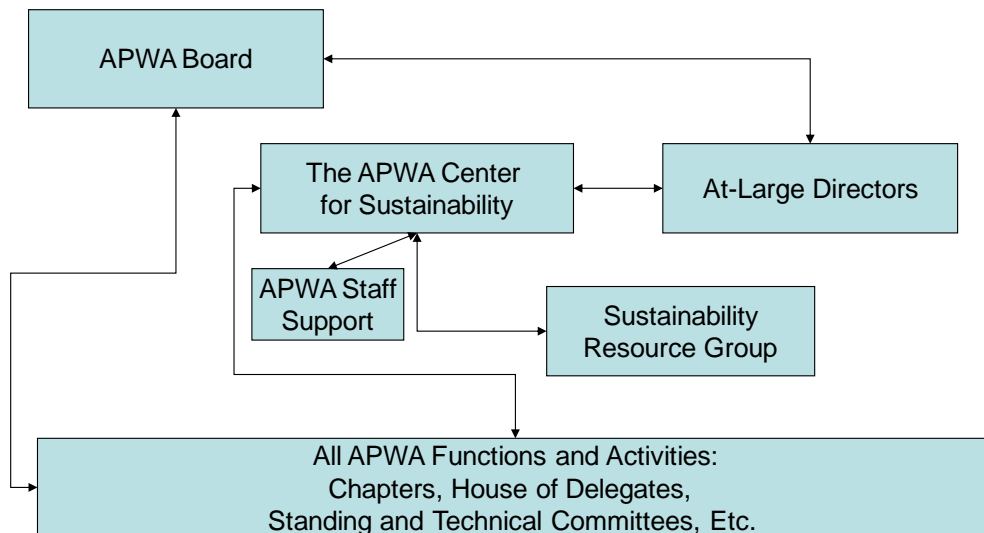 APWA Board
The APWA Center
for Sustainability
At-Large Directors
APWA Staff
Support
Sustainability
Resource Group
All APWA Functions and Activities:
Chapters, House of Delegates,
Standing and Technical Committees, Etc.